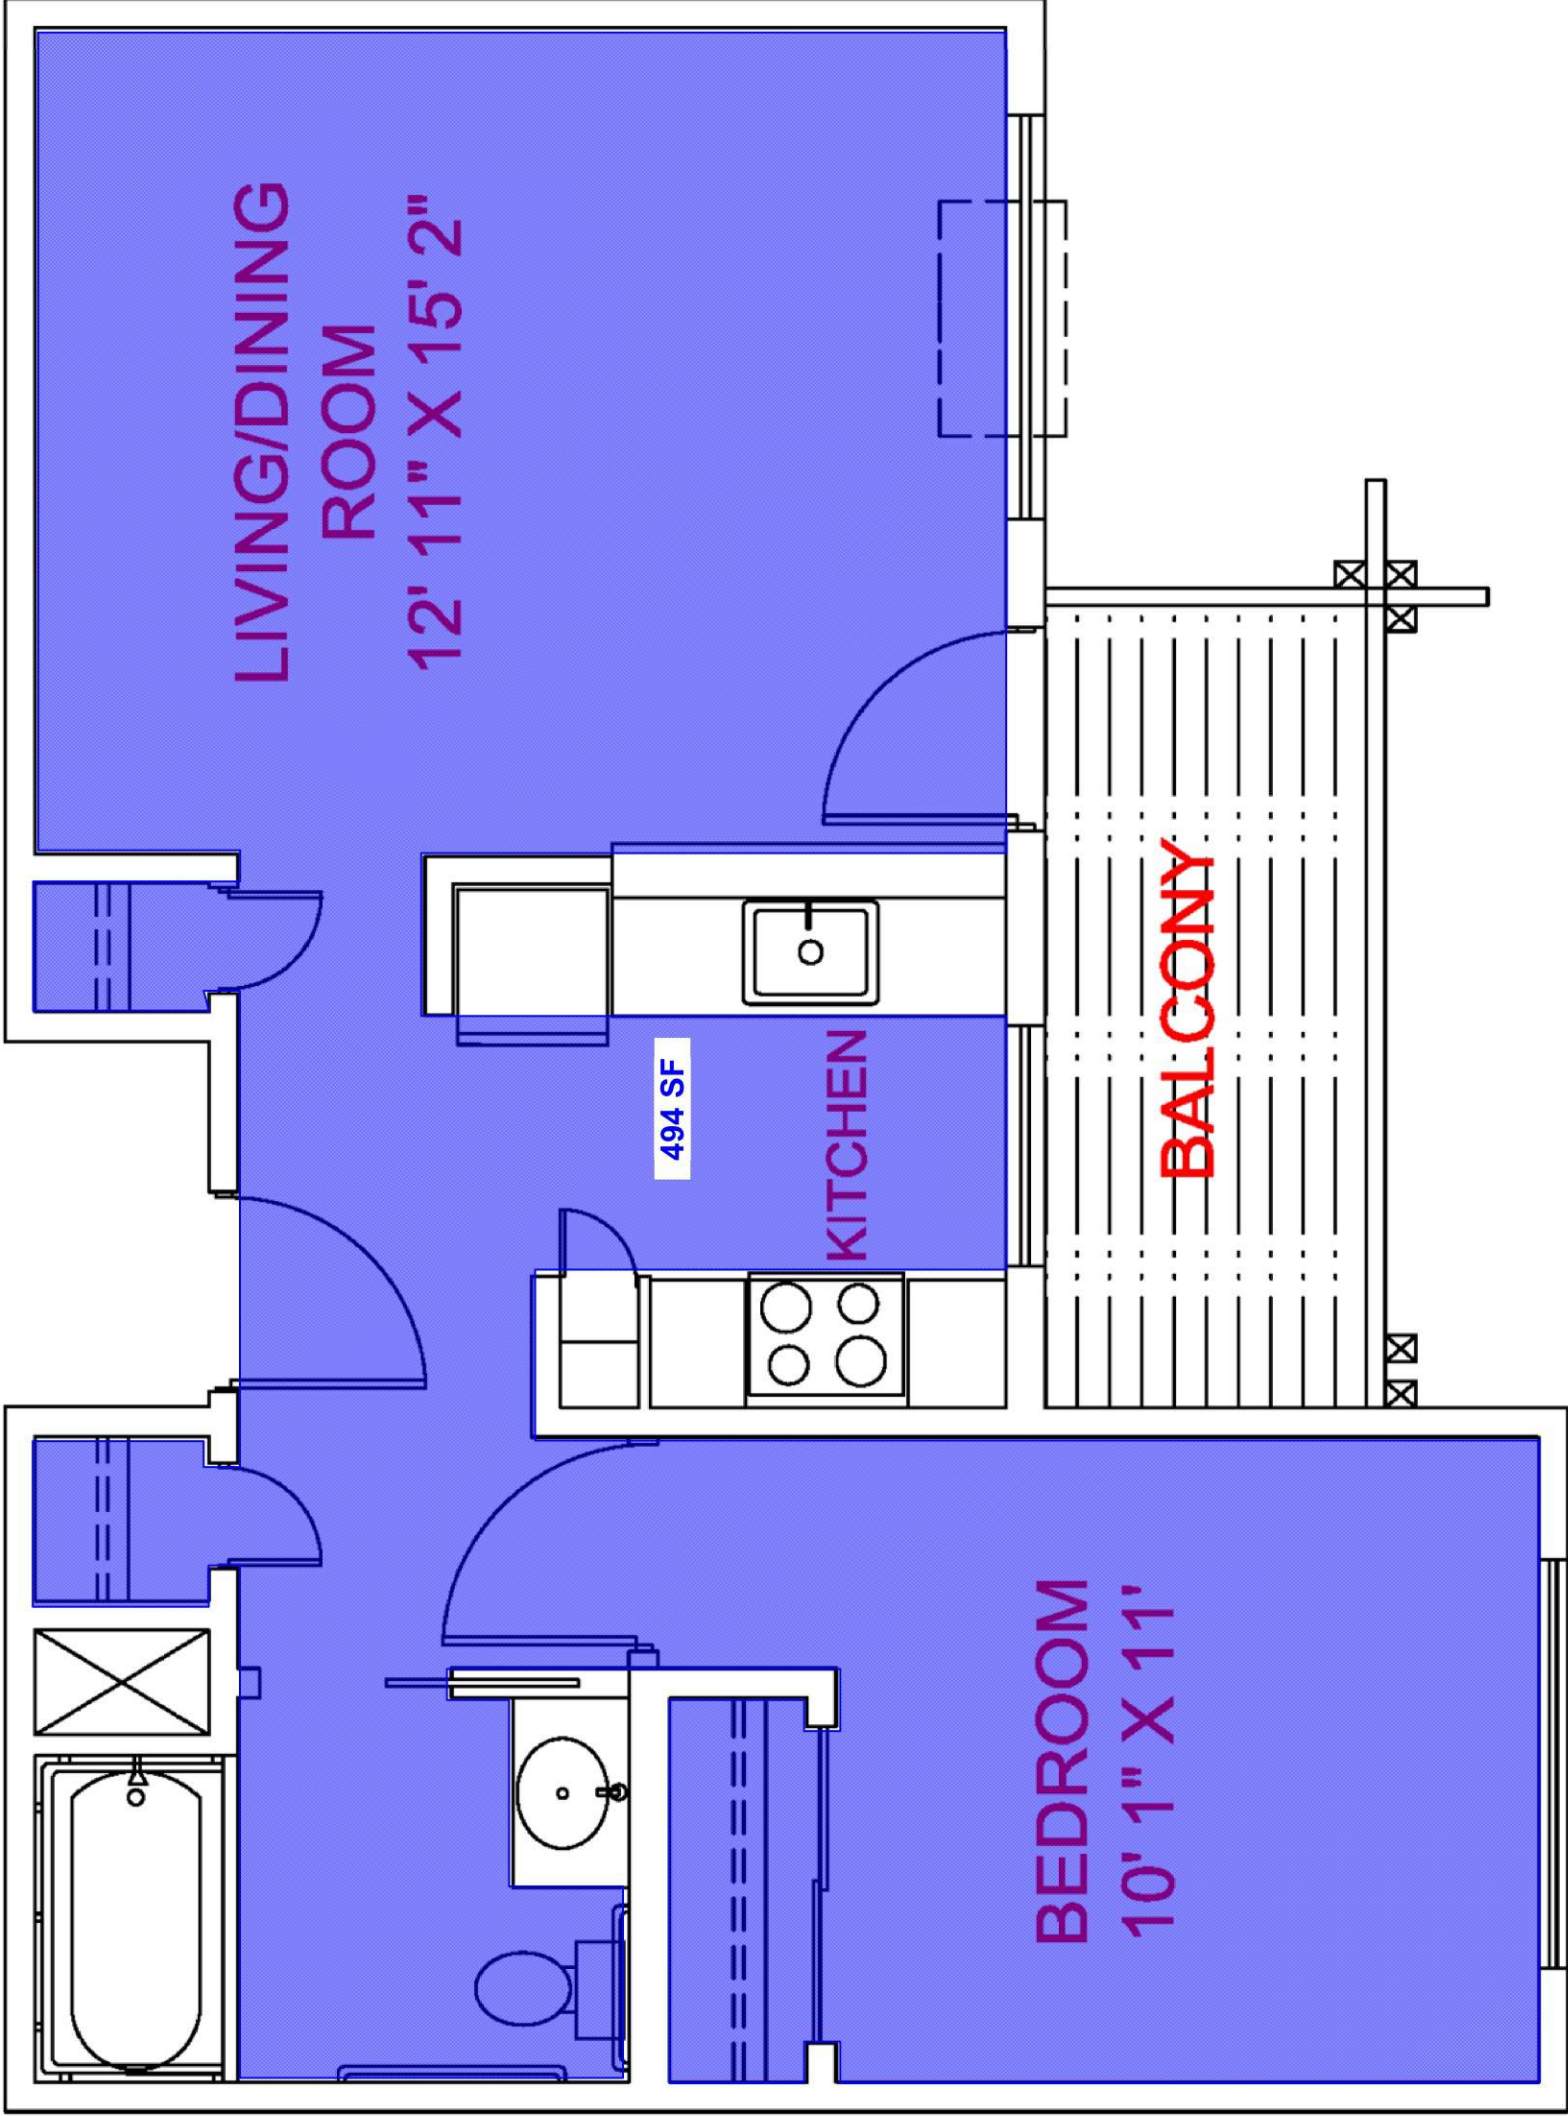 LIVING/DINING
ROOM
12' 11" X 15' 2"
494 SF
KITCHEN
BALCONY
BEDROOM
10' 1" X 11'